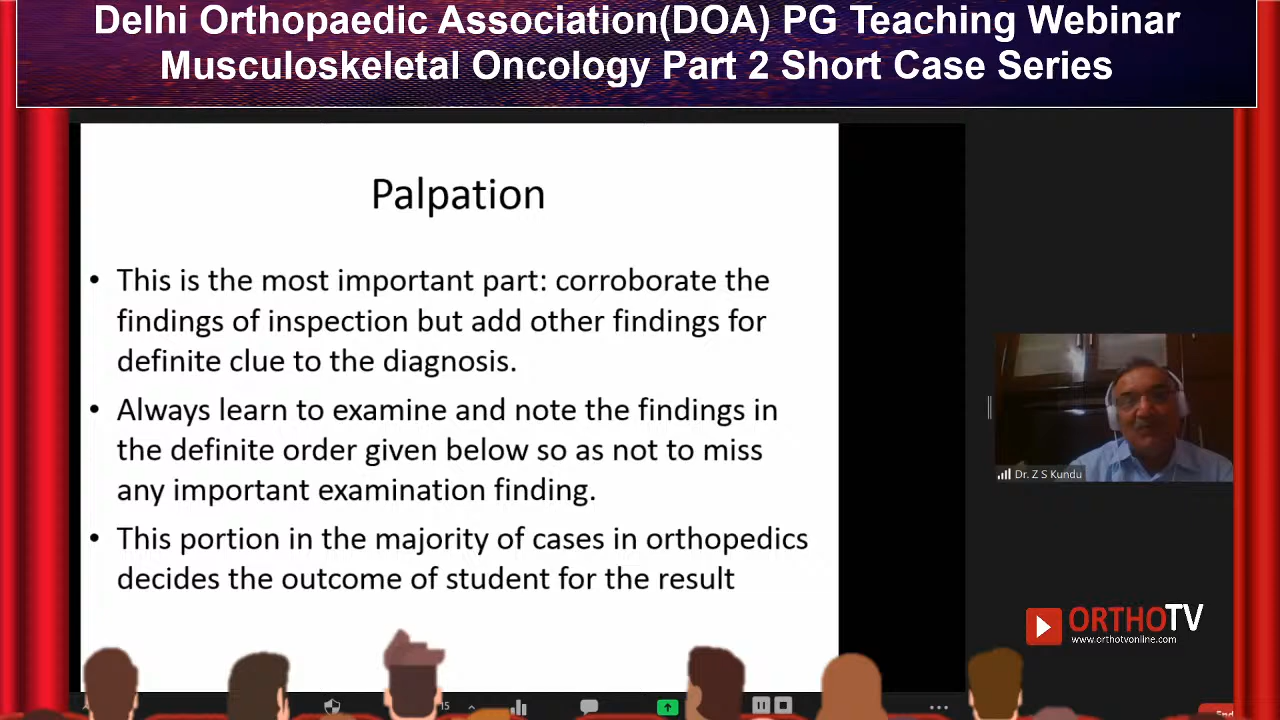 Delhi Orthopaedic Association(DOA) PG Teaching Webinar
Musculoskeletal Oncology Part 2 Short Case Series
Palpation
• This is the most important part: corroborate the
findings of inspection but add other findings for
definite clue to the diagnosis.
• Always learn to examine and note the findings in
the definite order given below so as not to miss
any important examination finding.
• This portion in the majority of cases in orthopedics
decides the outcome of student for the result
Dr. Z S Kundu
ORTHOTV
www.orthotvonline.com
15
End